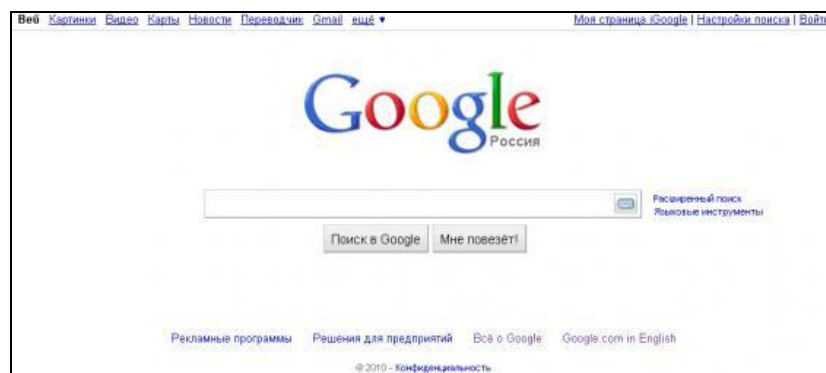 Веб Картинки Видео Карты Новости Переводчик Gmail ещё ▼ Моя страница iGoogle | Настройки поиска | Войти
Google
Россия
Расширенный поиск
Языковые инструменты
Поиск в Google Мне повезёт!
Рекламные программы Решения для предприятий Всё о Google Google.com in English
© 2010 - Конфиденциальность